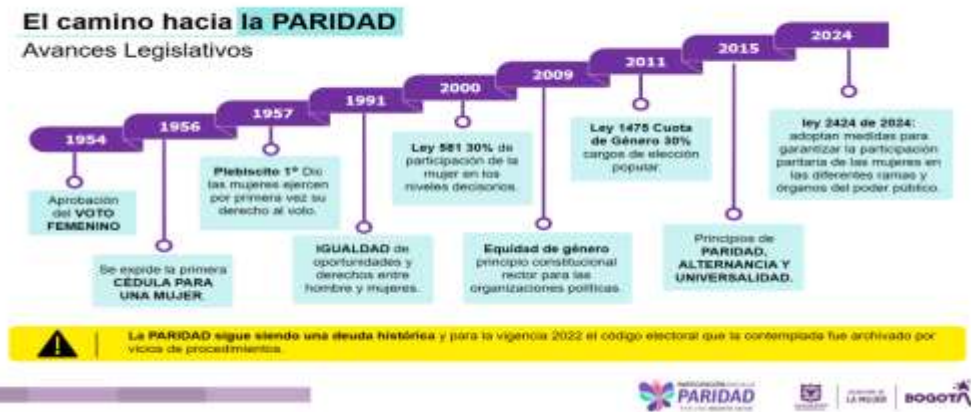 El camino hacia la PARIDAD
Avances Legislativos
1954
Aprobación
del VOTO
FEMENINO
1956
Se expide la primera
CÉDULA PARA
UNA MUJER.
1957
Plebiscito 1º Dic
las mujeres ejercen
por primera vez su
derecho al voto.
1991
IGUALDAD de
oportunidades y
derechos entre
hombre y mujeres.
2000
Ley 581 30% de
participación de la
mujer en los
niveles decisorios.
2009
Equidad de género
principio constitucional
rector para las
organizaciones políticas.
2011
Ley 1475 Cuota
de Género 30%
cargos de elección
popular.
2015
Principios de
PARIDAD,
ALTERNANCIA Y
UNIVERSALIDAD.
2024
ley 2424 de 2024:
adoptan medidas para
garantizar la participación
paritaria de las mujeres en
las diferentes ramas y
órganos del poder público.
La PARIDAD sigue siendo una deuda histórica y para la vigencia 2022 el código electoral que la contemplada fue archivado por
vicios de procedimientos.
PARIDAD
LA MUJER
BOGOTÁ